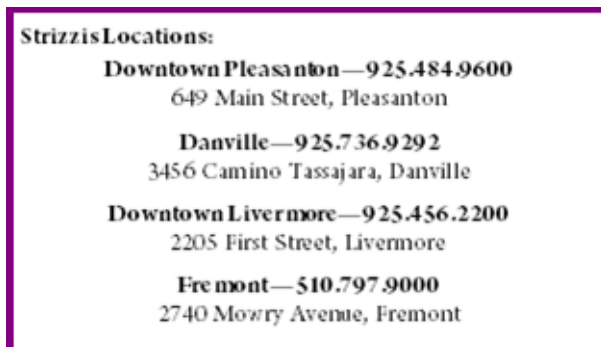 Strizzis Locations:
Downtown Pleasanton—925.484.9600
649 Main Street, Pleasanton
Danville—925.736.9292
3456 Camino Tassajara, Danville
Downtown Livermore—925.456.2200
2205 First Street, Livermore
Fremont—510.797.9000
2740 Mowry Avenue, Fremont